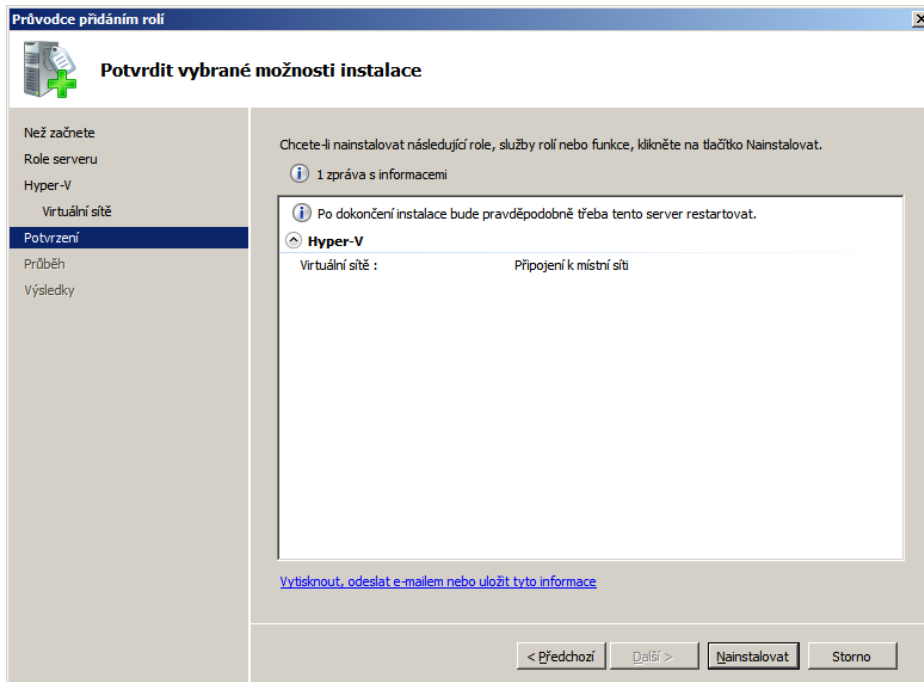 Průvodce přidáním rolí
Potvrdit vybrané možnosti instalace
Než začnete
Role serveru
Hyper-V
Virtuální sítě
Potvrzení
Průběh
Výsledky
Chcete-li nainstalovat následující role, služby rolí nebo funkce, klikněte na tlačítko Nainstalovat.
1 zpráva s informacemi
Po dokončení instalace bude pravděpodobně třeba tento server restartovat.
Hyper-V
Virtuální sítě : Připojení k místní síti
Vytisknout, odeslat e-mailem nebo uložit tyto informace
< Předchozí Další > Nainstalovat Storno